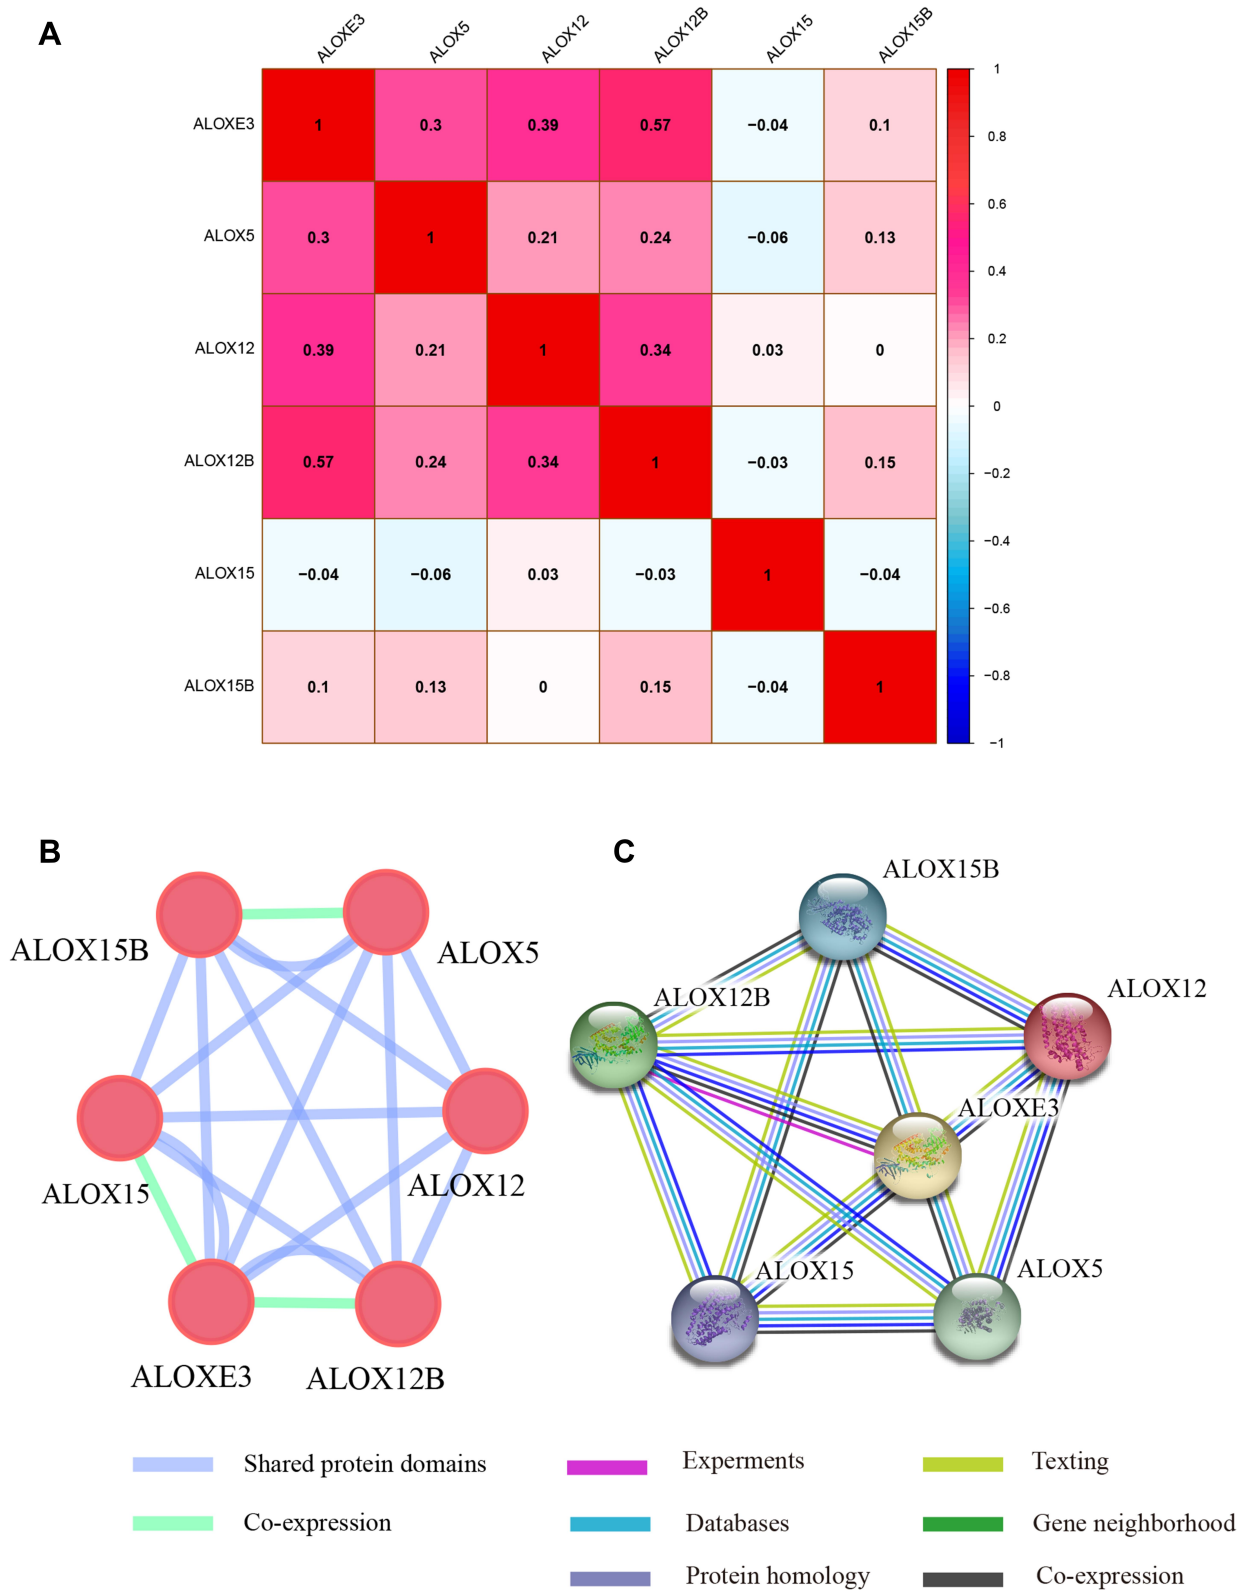 A
ALOXE3 ALOX5 ALOX12 ALOX12B ALOX15 ALOX15B
ALOXE3 1 0.3 0.39 0.57 −0.04 0.1
ALOX5 0.3 1 0.21 0.24 −0.06 0.13
ALOX12 0.39 0.21 1 0.34 0.03 0
ALOX12B 0.57 0.24 0.34 1 −0.03 0.15
ALOX15 −0.04 −0.06 0.03 −0.03 1 −0.04
ALOX15B 0.1 0.13 0 0.15 −0.04 1
1
0.8
0.6
0.4
0.2
0
−0.2
−0.4
−0.6
−0.8
−1
B
ALOX15B
ALOX5
ALOX15
ALOX12
ALOXE3
ALOX12B
Shared protein domains
Co-expression
C
ALOX15B
ALOX12B
ALOX12
ALOXE3
ALOX15
ALOX5
Experments
Texting
Databases
Gene neighborhood
Protein homology
Co-expression